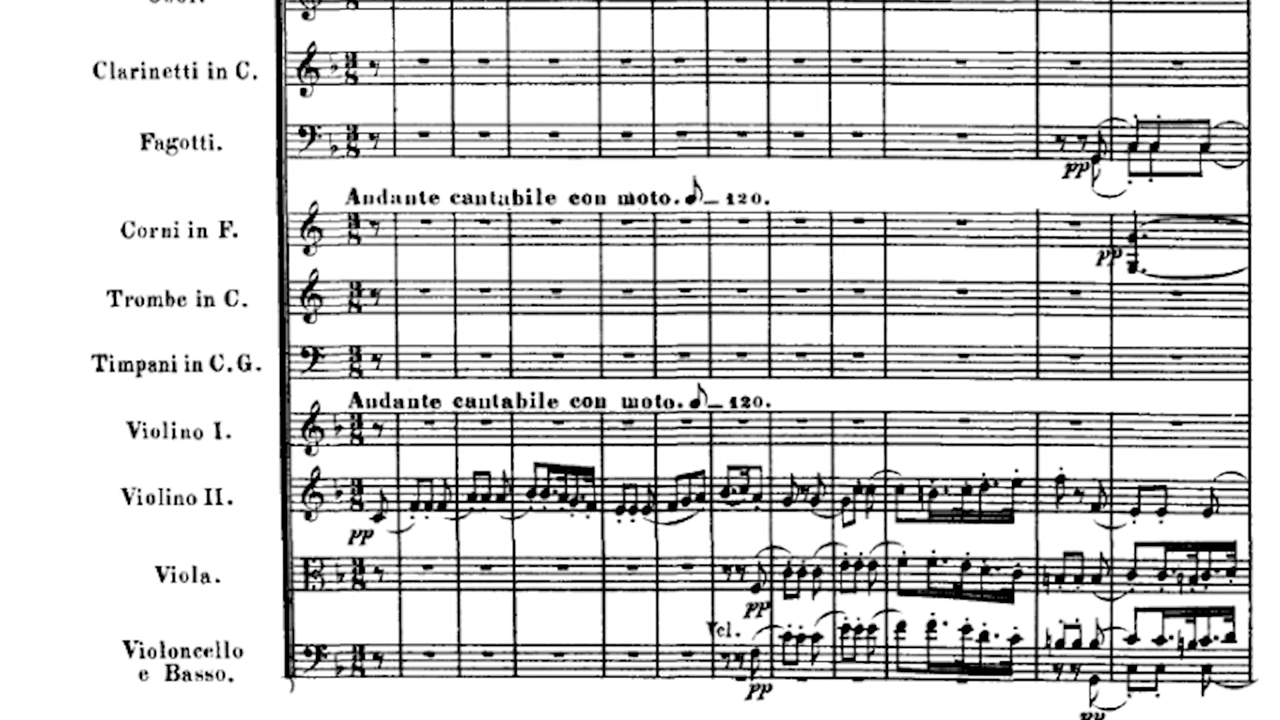 Clarinetti in C.
Fagotti.
pp
Andante cantabile con moto. ♪ = 120.
Corni in F.
pp
Trombe in C.
Timpani in C.G.
Andante cantabile con moto. ♪ = 120.
Violino I.
Violino II.
pp
Viola.
pp
Vcl.
Violoncello
e Basso.
pp
pp